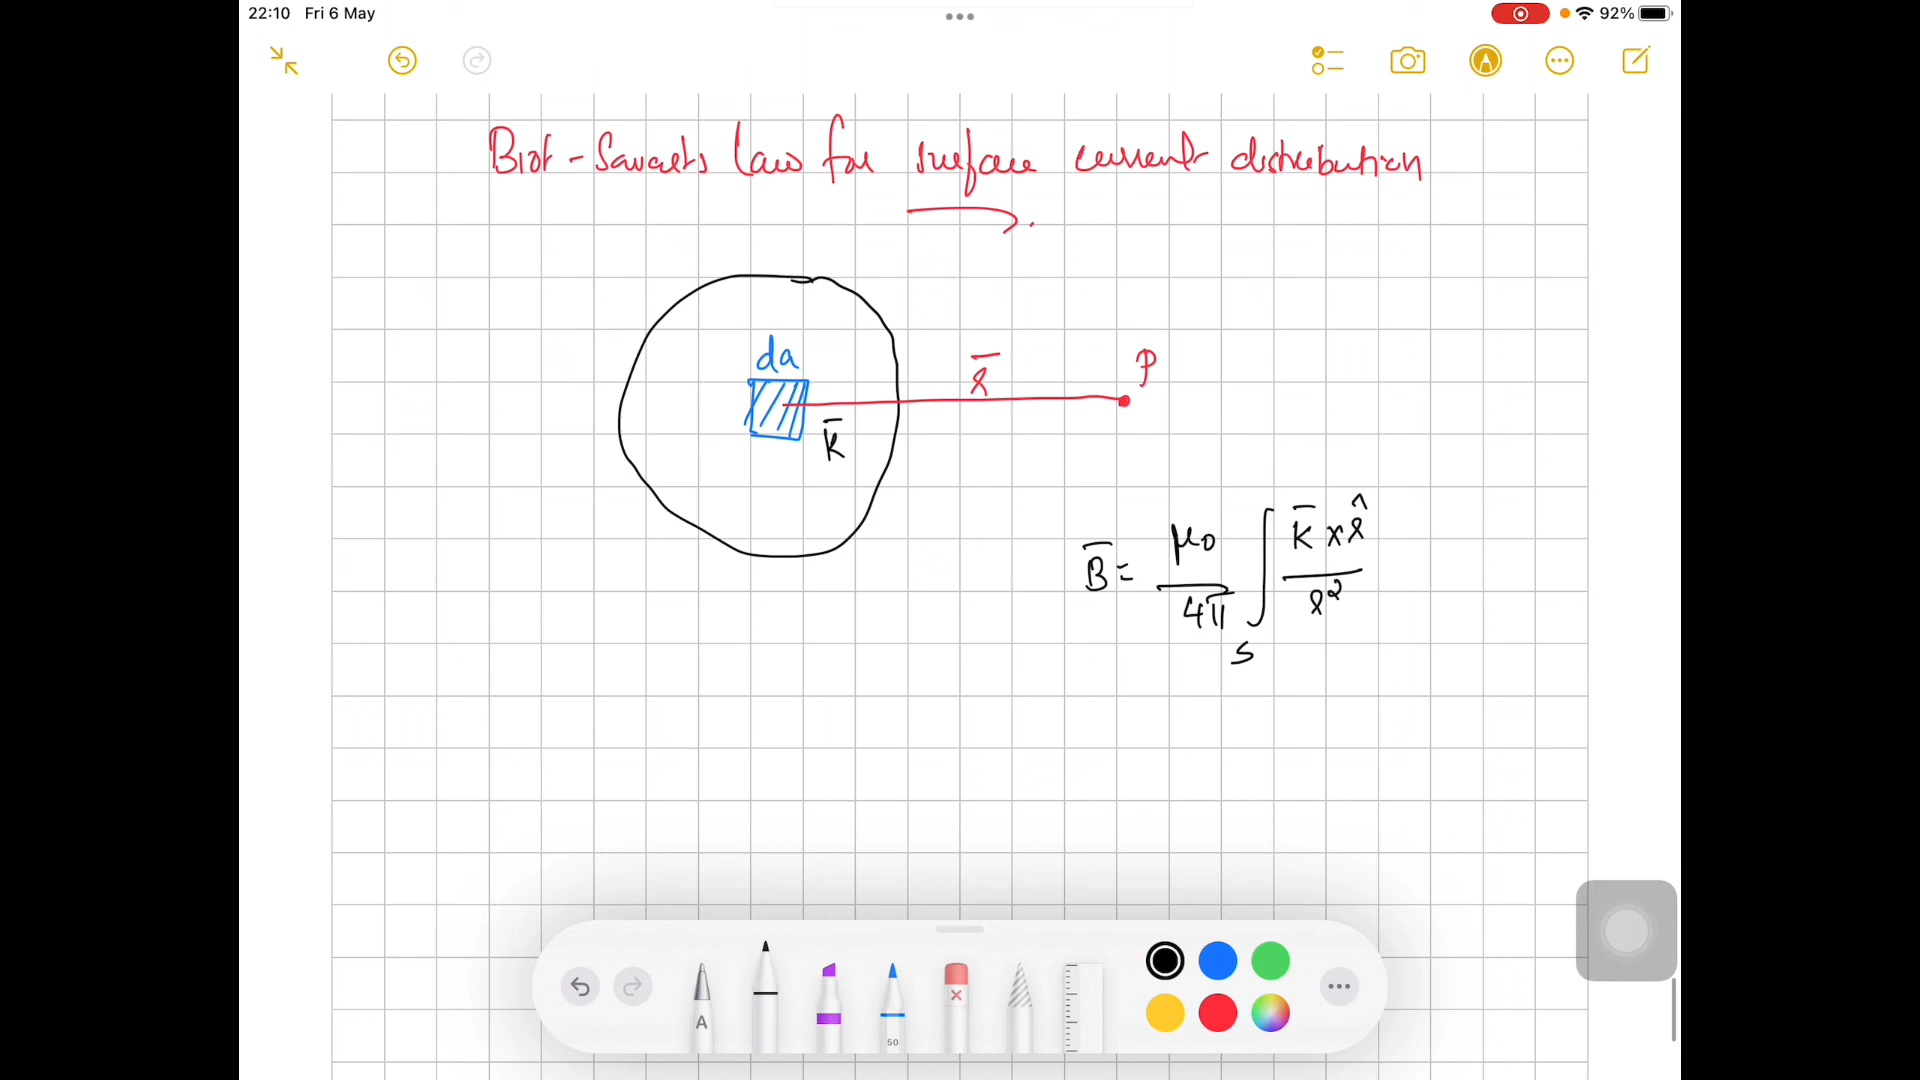 22:10 Fri 6 May
92%
Biot-Savarts law for surface current distribution
da
r̄
P
K̄
B̄ = μ0 / 4π ∫ K̄ x r̂ / r²
S
A
50